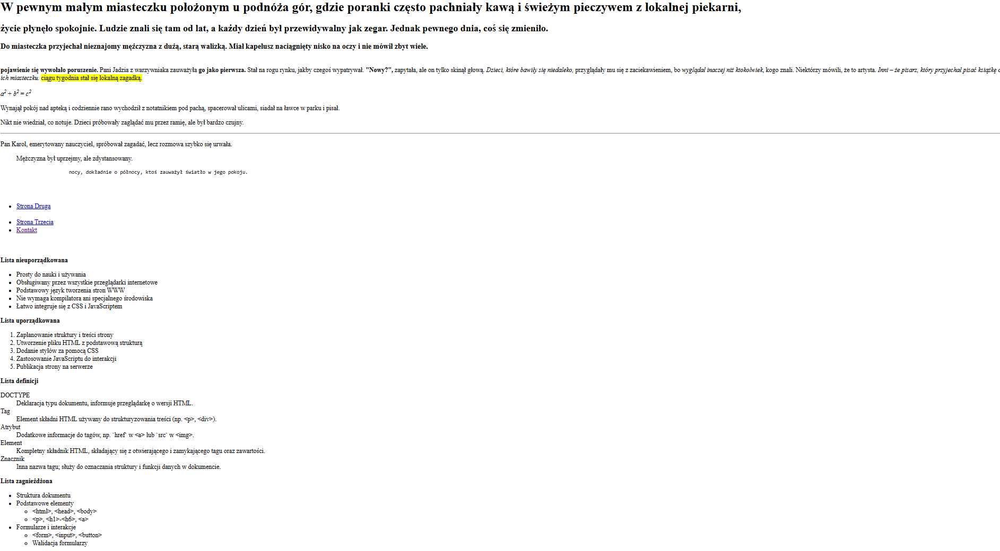 W pewnym małym miasteczku położonym u podnóża gór, gdzie poranki często pachniały kawą i świeżym pieczywem z lokalnej piekarni,
życie płynęło spokojnie. Ludzie znali się tam od lat, a każdy dzień był przewidywalny jak zegar. Jednak pewnego dnia, coś się zmieniło.
Do miasteczka przyjechał nieznajomy mężczyzna z dużą, starą walizką. Miał kapelusz naciągnięty nisko na oczy i nie mówił zbyt wiele.
pojawienie się wywołało poruszenie. Pani Jadzia z warzywniaka zauważyła go jako pierwsza. Stał na rogu rynku, jakby czegoś wypatrywał. "Nowy?", zapytała, ale on tylko skinął głową. Dzieci, które bawiły się niedaleko, przyglądały mu się z zaciekawieniem, bo wyglądał inaczej niż ktokolwiek, kogo znali. Niektórzy mówili, że to artysta. Inni – że pisarz, który przyjechał pisać książkę o
ich miasteczku. ciągu tygodnia stał się lokalną zagadką.
a² + b² = c²
Wynajął pokój nad apteką i codziennie rano wychodził z notatnikiem pod pachą, spacerował ulicami, siadał na ławce w parku i pisał.
Nikt nie wiedział, co notuje. Dzieci próbowały zaglądać mu przez ramię, ale był bardzo czujny.
Pan Karol, emerytowany nauczyciel, spróbował zagadać, lecz rozmowa szybko się urwała.
Mężczyzna był uprzejmy, ale zdystansowany.
nocy, dokładnie o północy, ktoś zauważył światło w jego pokoju.
• Strona Druga
• Strona Trzecia
• Kontakt
Lista nieuporządkowana
• Prosty do nauki i używania
• Obsługiwany przez wszystkie przeglądarki internetowe
• Podstawowy język tworzenia stron WWW
• Nie wymaga kompilatora ani specjalnego środowiska
• Łatwo integruje się z CSS i JavaScriptem
Lista uporządkowana
1. Zaplanowanie struktury i treści strony
2. Utworzenie pliku HTML z podstawową strukturą
3. Dodanie stylów za pomocą CSS
4. Zastosowanie JavaScriptu do interakcji
5. Publikacja strony na serwerze
Lista definicji
DOCTYPE
Deklaracja typu dokumentu, informuje przeglądarkę o wersji HTML.
Tag
Element składni HTML używany do strukturyzowania treści (np. <p>, <div>).
Atrybut
Dodatkowe informacje do tagów, np. `href` w <a> lub `src` w <img>.
Element
Kompletny składnik HTML, składający się z otwierającego i zamykającego tagu oraz zawartości.
Znacznik
Inna nazwa tagu; służy do oznaczania struktury i funkcji danych w dokumencie.
Lista zagnieżdżona
• Struktura dokumentu
• Podstawowe elementy
◦ <html>, <head>, <body>
◦ <p>, <h1>-<h6>, <a>
• Formularze i interakcje
◦ <form>, <input>, <button>
◦ Walidacja formularzy